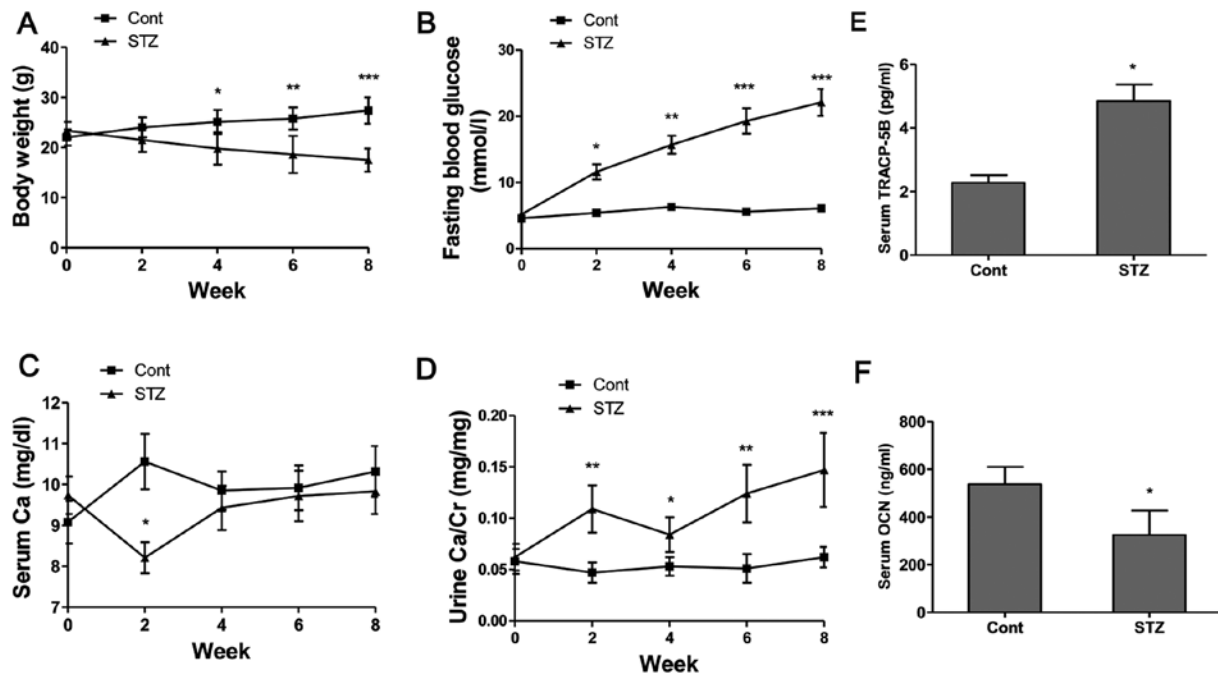 A
Cont
STZ
Body weight (g)
40
30
20
10
0
*
**
***
0 2 4 6 8
Week
B
Cont
STZ
Fasting blood glucose
(mmol/l)
30
20
10
0
*
**
***
***
0 2 4 6 8
Week
E
Serum TRACP-5B (pg/ml)
6
4
2
0
*
Cont STZ
C
Cont
STZ
Serum Ca (mg/dl)
11
10
9
8
7
*
0 2 4 6 8
Week
D
Cont
STZ
Urine Ca/Cr (mg/mg)
0.20
0.15
0.10
0.05
0.00
**
*
**
***
0 2 4 6 8
Week
F
Serum OCN (ng/ml)
800
600
400
200
0
*
Cont STZ